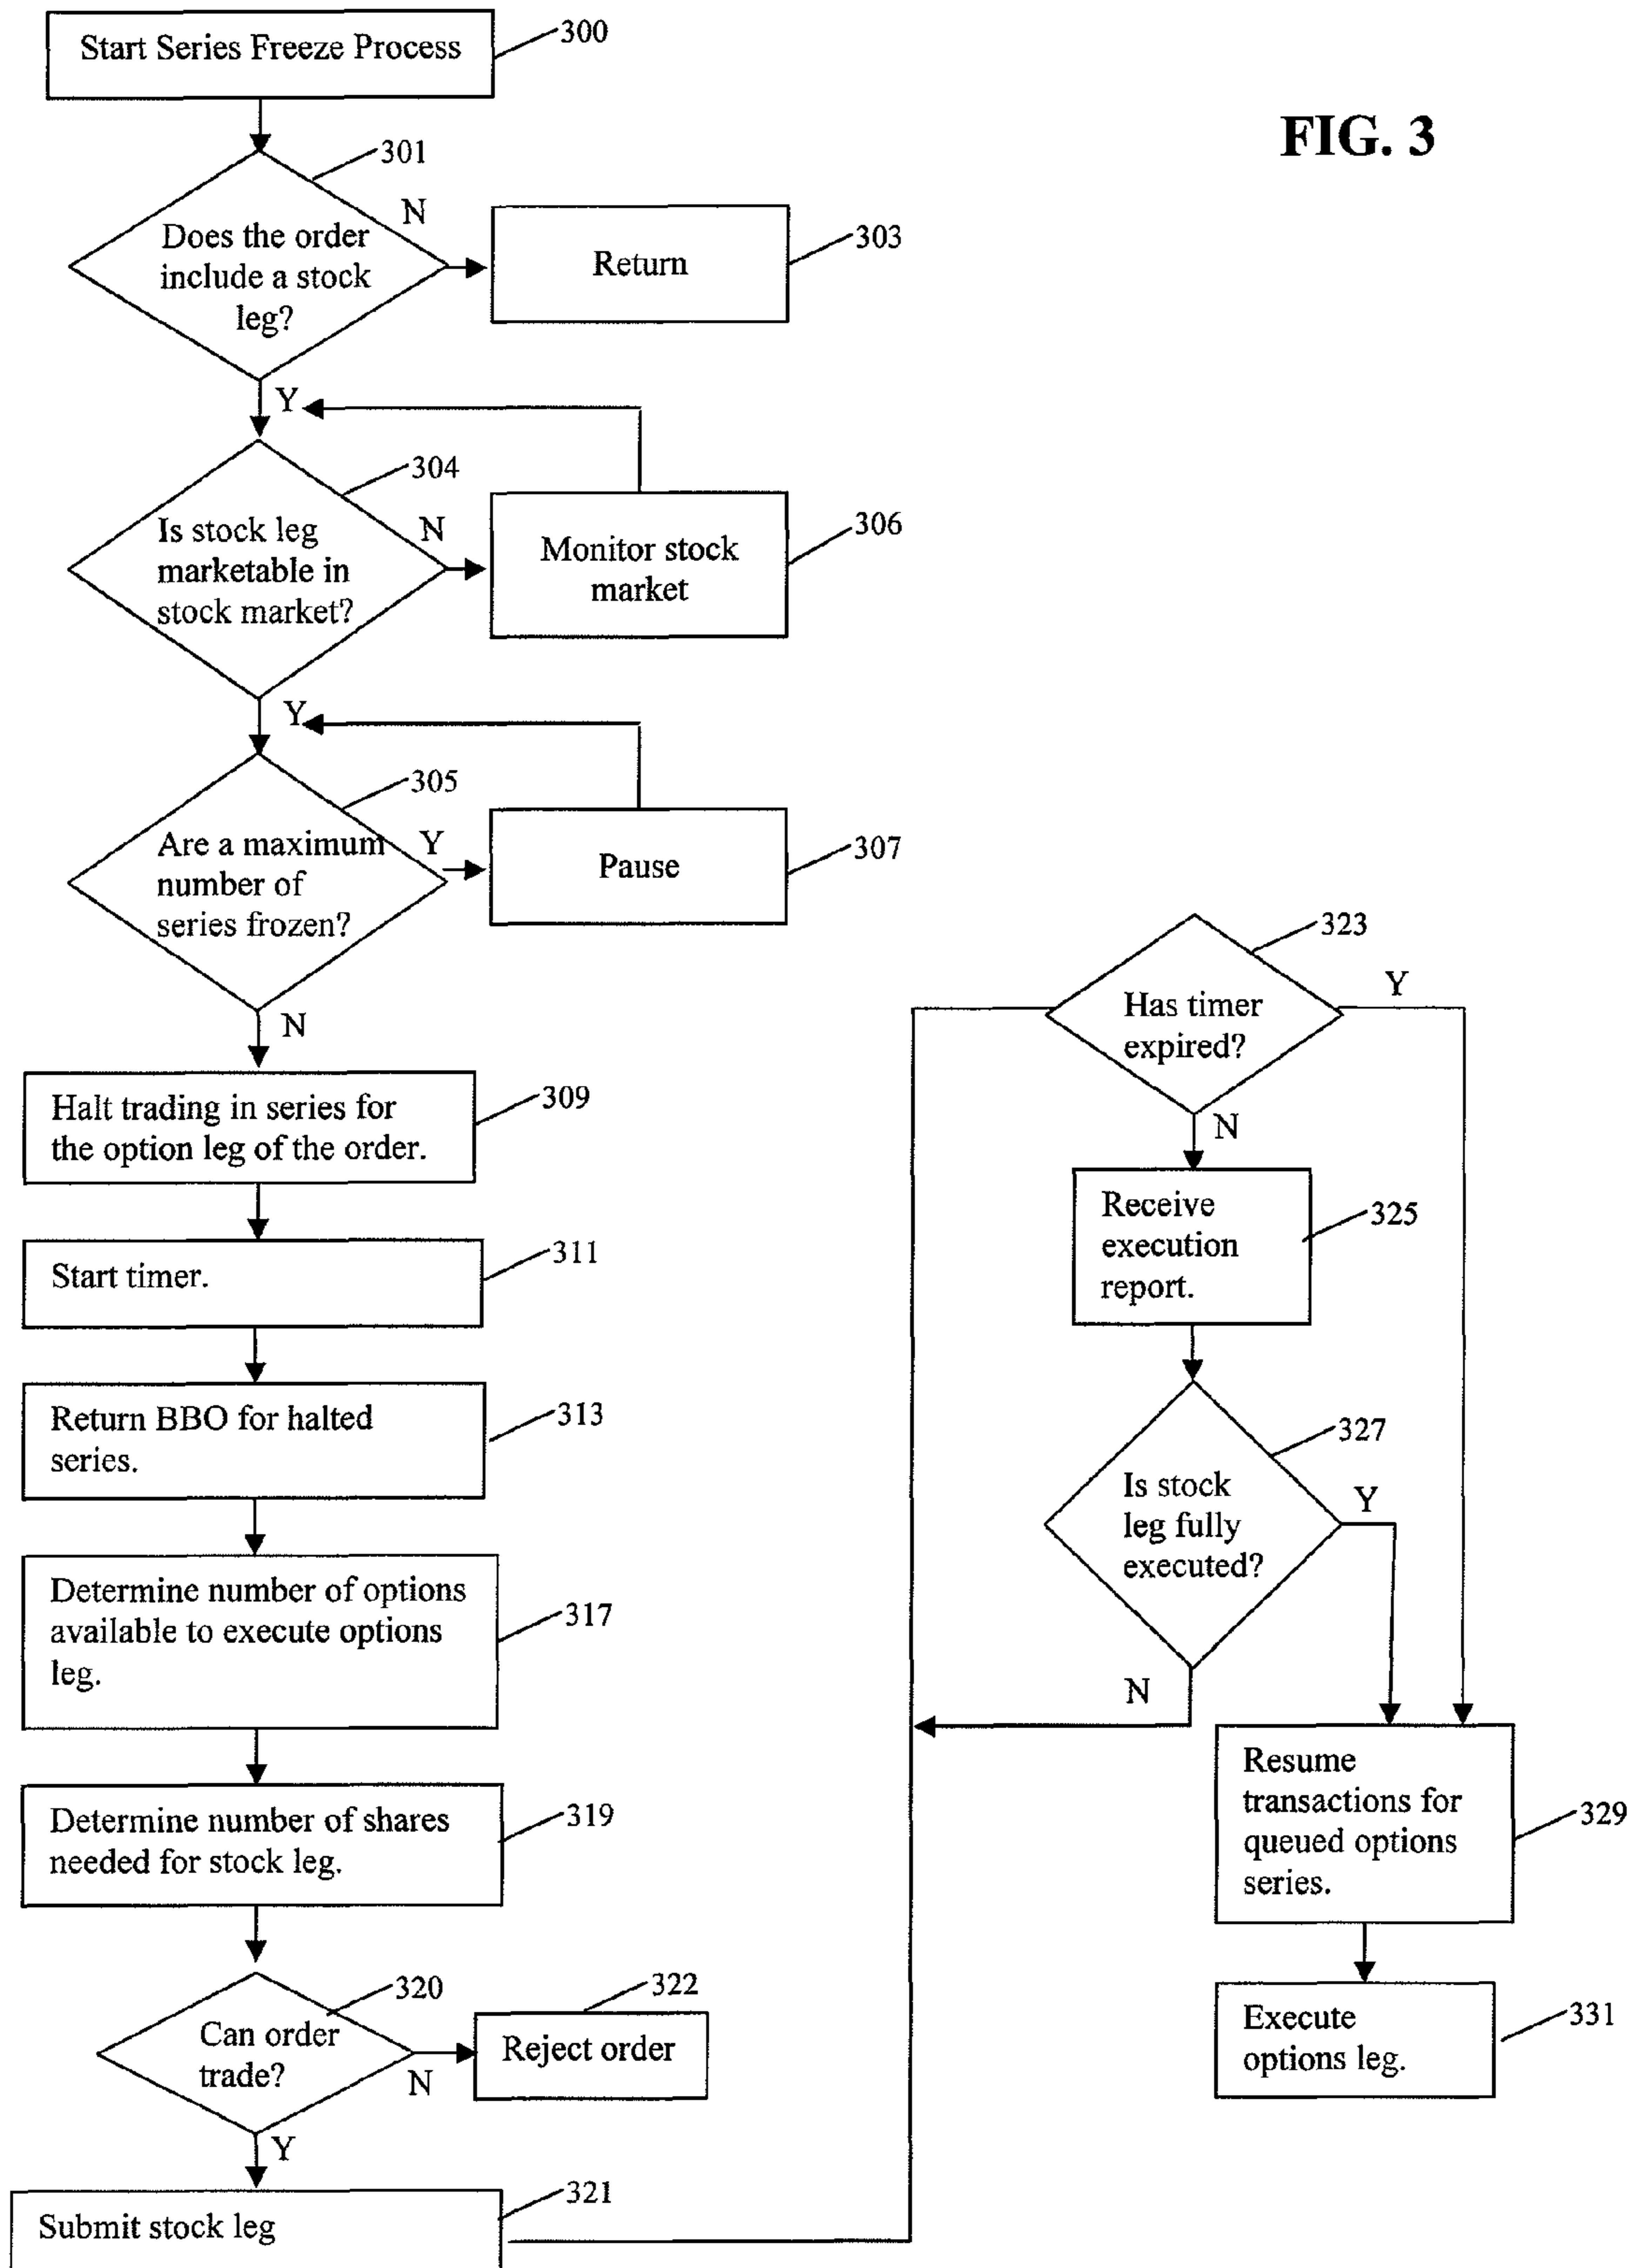 Start Series Freeze Process
300
FIG. 3
301
N
Does the order
include a stock
leg?
Return
303
Y
304
N
Is stock leg
marketable in
stock market?
Monitor stock
market
306
Y
305
Y
Are a maximum
number of
series frozen?
Pause
307
N
Halt trading in series for
the option leg of the order.
309
Start timer.
311
Return BBO for halted
series.
313
Determine number of options
available to execute options
leg.
317
Determine number of shares
needed for stock leg.
319
320
Can order
trade?
N
322
Reject order
Y
Submit stock leg
321
323
Has timer
expired?
Y
N
Receive
execution
report.
325
327
Is stock
leg fully
executed?
Y
N
Resume
transactions for
queued options
series.
329
Execute
options leg.
331